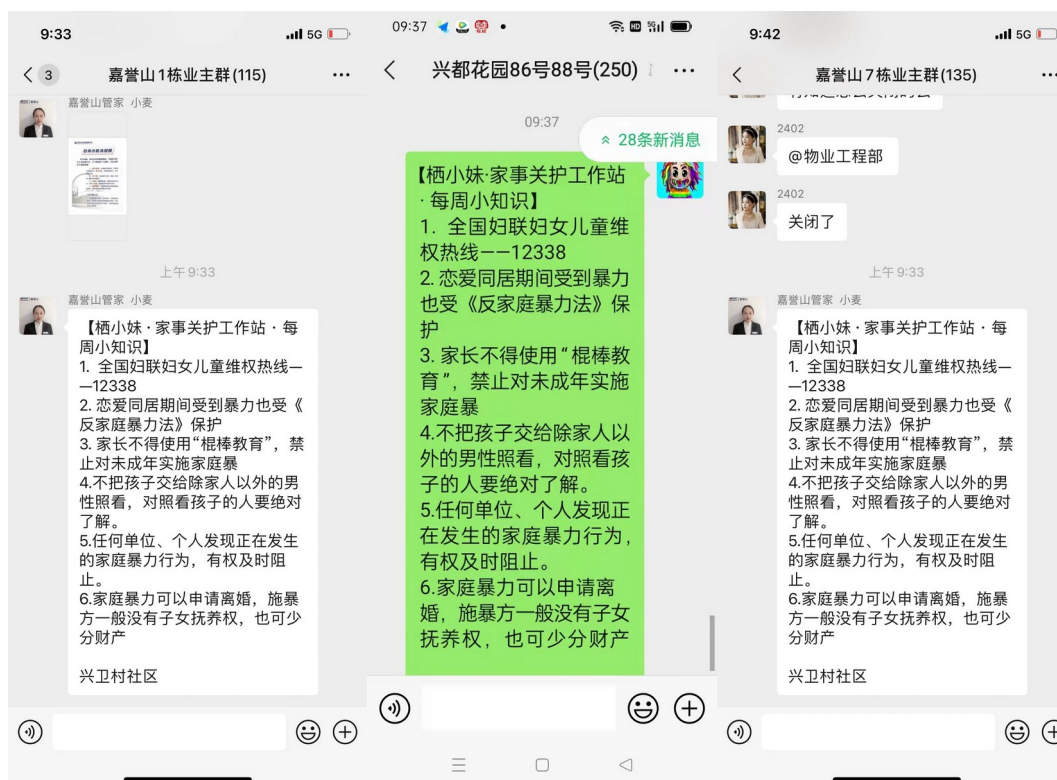 9:33
5G
3
嘉誉山1栋业主群(115)
嘉誉山管家 小麦
上午 9:33
嘉誉山管家 小麦
【栖小妹·家事关护工作站 · 每
周小知识】
1. 全国妇联妇女儿童维权热线—
—12338
2. 恋爱同居期间受到暴力也受《
反家庭暴力法》保护
3. 家长不得使用“棍棒教育”，禁
止对未成年实施家庭暴
4.不把孩子交给除家人以外的男
性照看，对照看孩子的人要绝对
了解。
5.任何单位、个人发现正在发生
的家庭暴力行为，有权及时阻
止。
6.家庭暴力可以申请离婚，施暴
方一般没有子女抚养权，也可少
分财产
兴卫村社区
09:37
HD 5G
兴都花园86号88号(250)
09:37
28条新消息
【栖小妹·家事关护工作站
· 每周小知识】
1. 全国妇联妇女儿童维
权热线——12338
2. 恋爱同居期间受到暴力
也受《反家庭暴力法》保
护
3. 家长不得使用“棍棒教
育”，禁止对未成年实施
家庭暴
4.不把孩子交给除家人以
外的男性照看，对照看孩
子的人要绝对了解。
5.任何单位、个人发现正
在发生的家庭暴力行为，
有权及时阻止。
6.家庭暴力可以申请离
婚，施暴方一般没有子女
抚养权，也可少分财产
9:42
5G
嘉誉山7栋业主群(135)
2402
@物业工程部
2402
关闭了
上午 9:33
嘉誉山管家 小麦
【栖小妹·家事关护工作站 · 每
周小知识】
1. 全国妇联妇女儿童维权热线—
—12338
2. 恋爱同居期间受到暴力也受《
反家庭暴力法》保护
3. 家长不得使用“棍棒教育”，禁
止对未成年实施家庭暴
4.不把孩子交给除家人以外的男
性照看，对照看孩子的人要绝对
了解。
5.任何单位、个人发现正在发生
的家庭暴力行为，有权及时阻
止。
6.家庭暴力可以申请离婚，施暴
方一般没有子女抚养权，也可少
分财产
兴卫村社区